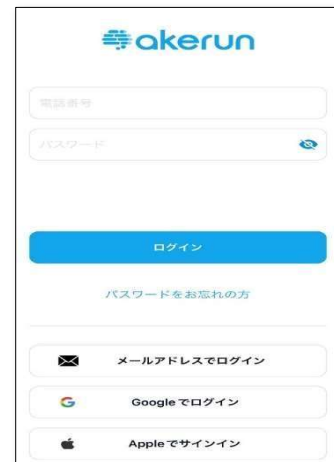 akerun
電話番号
パスワード
ログイン
パスワードをお忘れの方
メールアドレスでログイン
Googleでログイン
Appleでサインイン